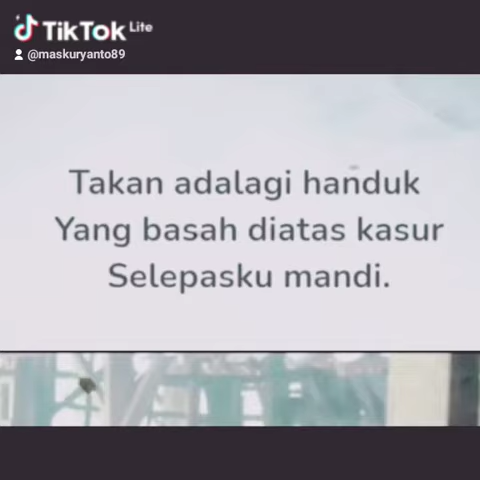 TikTok Lite
@maskuryanto89
Takan adalagi handuk
Yang basah diatas kasur
Selepasku mandi.